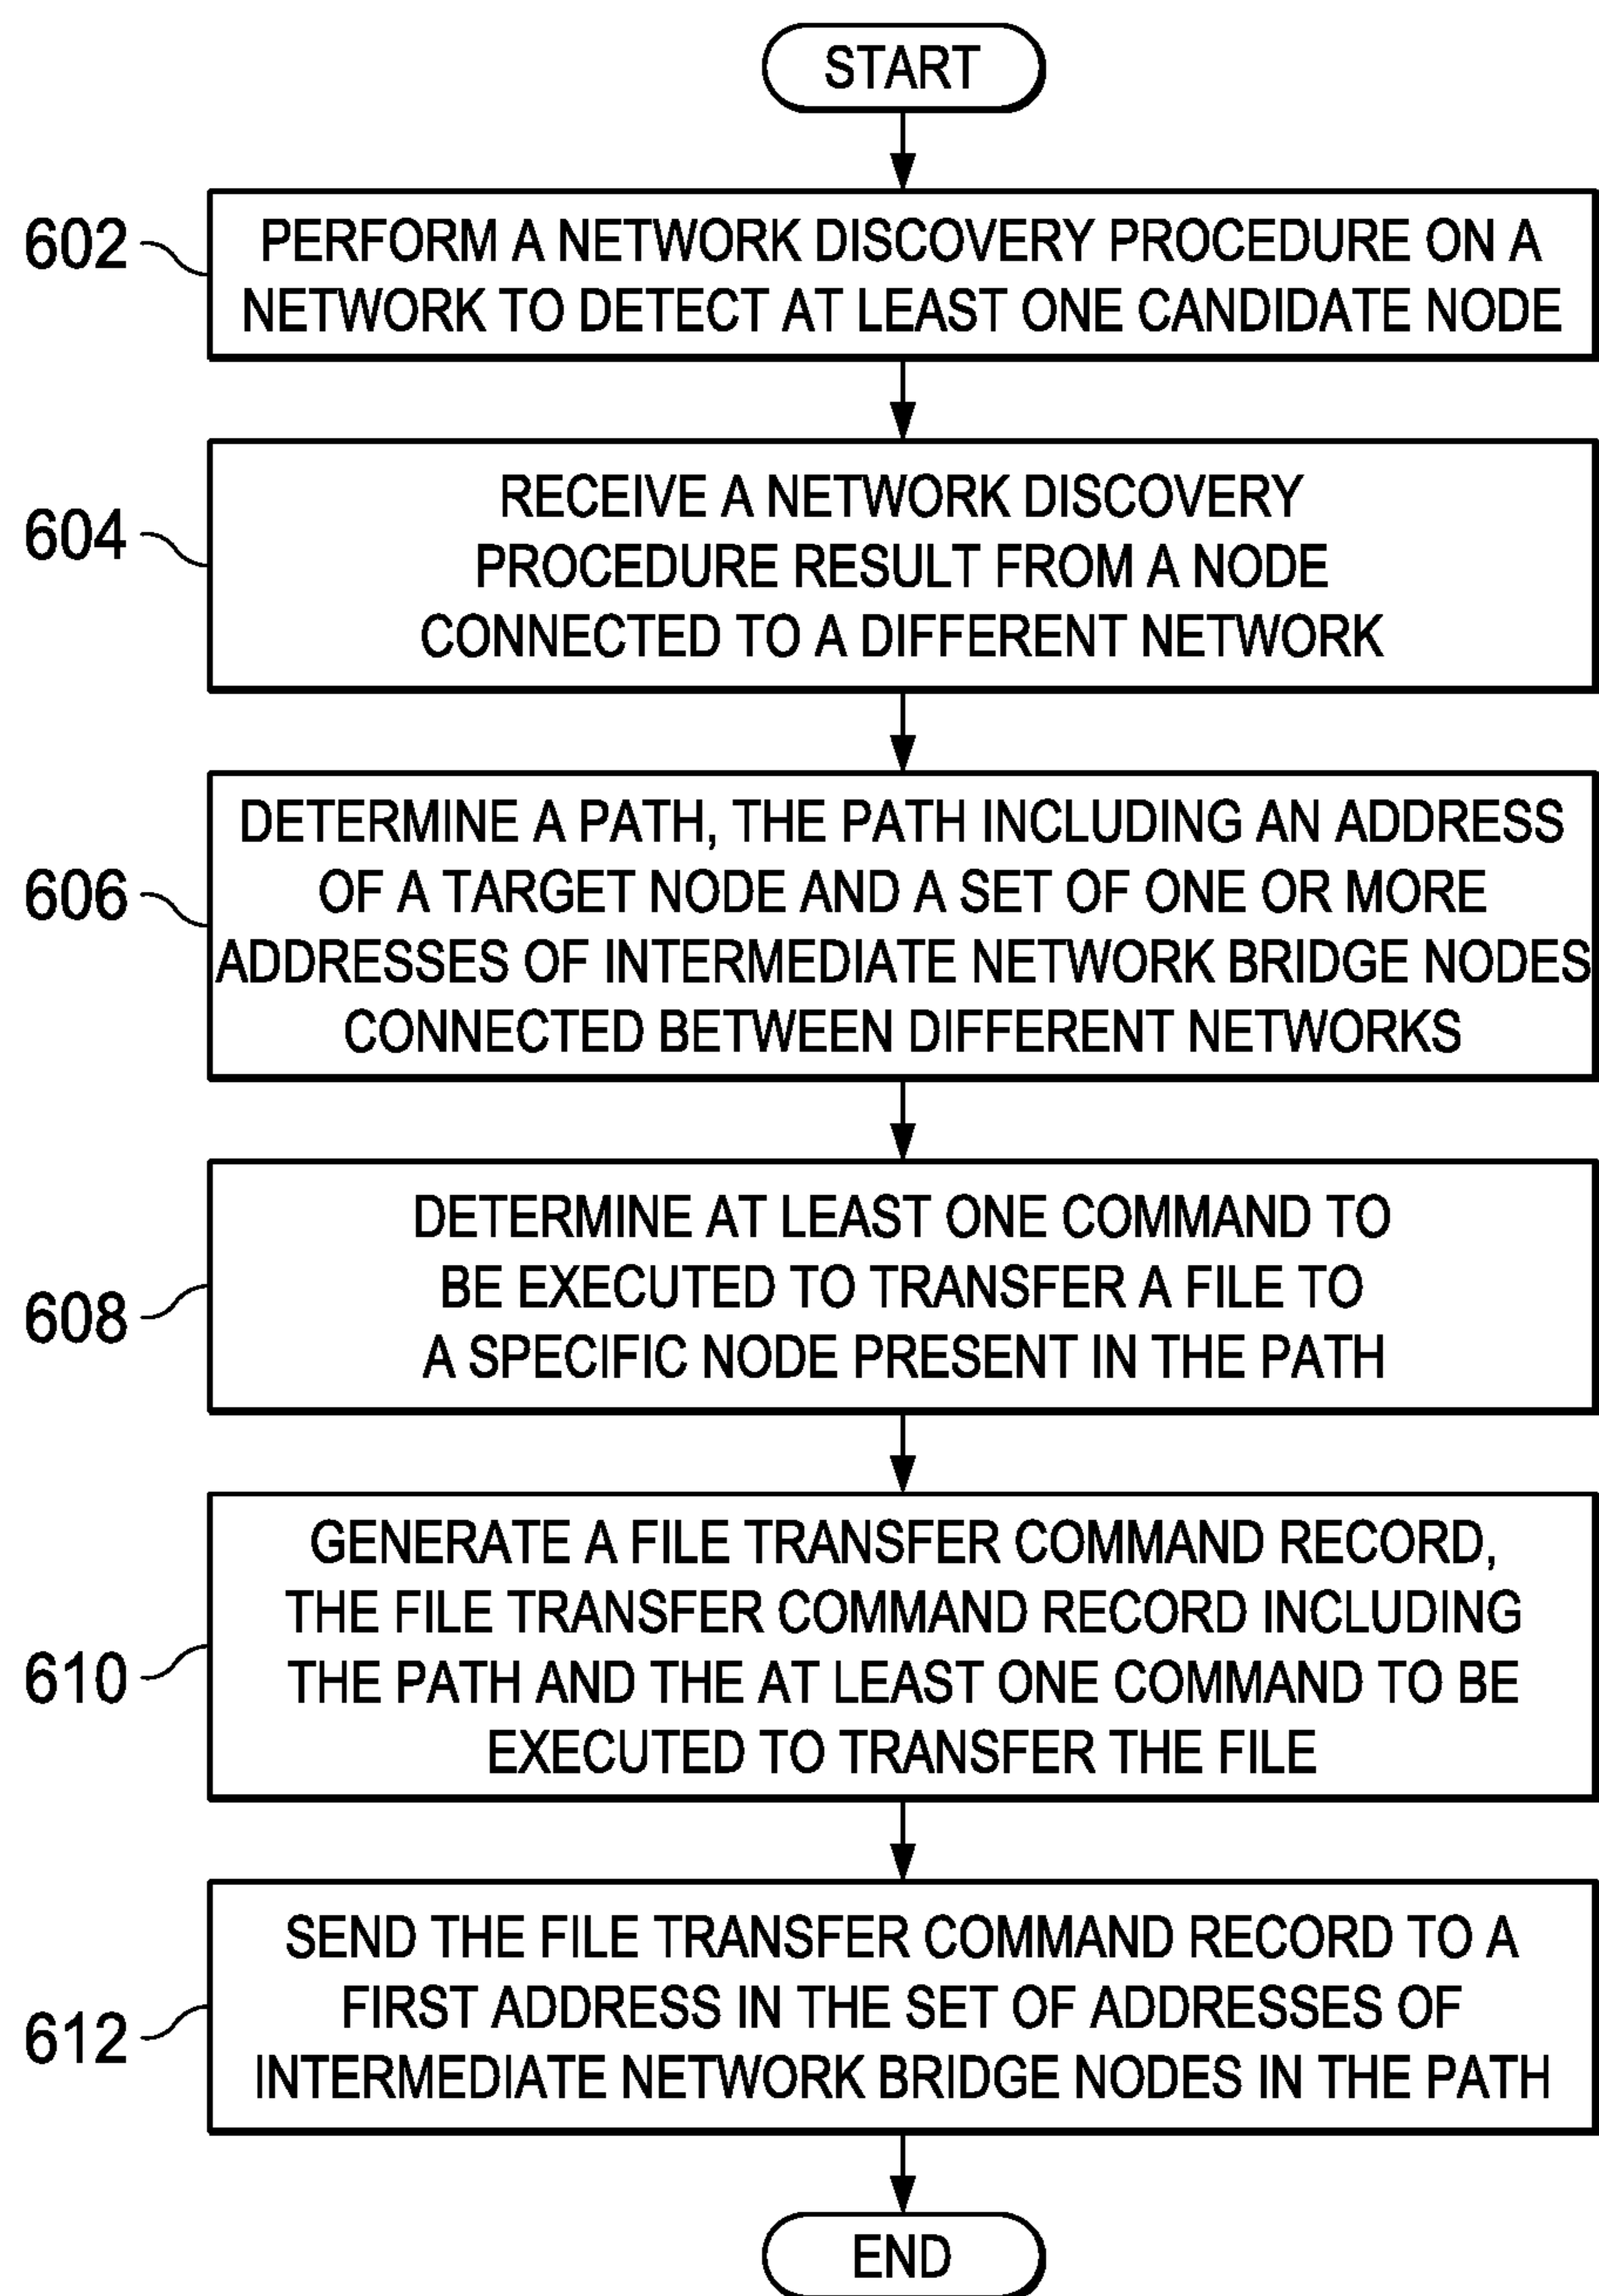 START
602
PERFORM A NETWORK DISCOVERY PROCEDURE ON A
NETWORK TO DETECT AT LEAST ONE CANDIDATE NODE
604
RECEIVE A NETWORK DISCOVERY
PROCEDURE RESULT FROM A NODE
CONNECTED TO A DIFFERENT NETWORK
606
DETERMINE A PATH, THE PATH INCLUDING AN ADDRESS
OF A TARGET NODE AND A SET OF ONE OR MORE
ADDRESSES OF INTERMEDIATE NETWORK BRIDGE NODES
CONNECTED BETWEEN DIFFERENT NETWORKS
608
DETERMINE AT LEAST ONE COMMAND TO
BE EXECUTED TO TRANSFER A FILE TO
A SPECIFIC NODE PRESENT IN THE PATH
610
GENERATE A FILE TRANSFER COMMAND RECORD,
THE FILE TRANSFER COMMAND RECORD INCLUDING
THE PATH AND THE AT LEAST ONE COMMAND TO BE
EXECUTED TO TRANSFER THE FILE
612
SEND THE FILE TRANSFER COMMAND RECORD TO A
FIRST ADDRESS IN THE SET OF ADDRESSES OF
INTERMEDIATE NETWORK BRIDGE NODES IN THE PATH
END